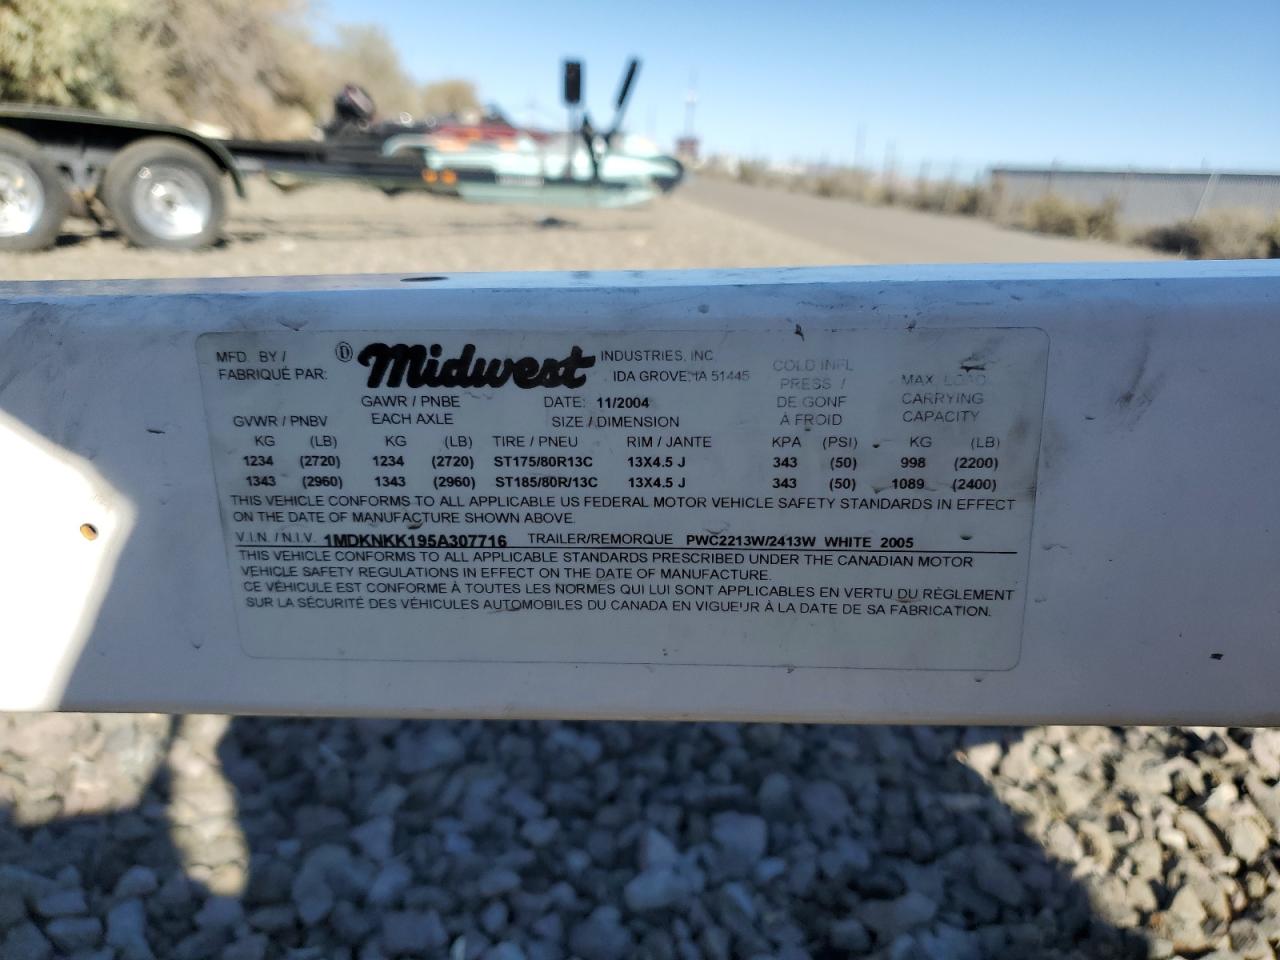 MFD. BY / Ⓓ Midwest INDUSTRIES, INC.
FABRIQUÉ PAR: IDA GROVE, IA 51445
COLD INFL MAX. LOAD
PRESS / CARRYING
DE GONF CAPACITY
À FROID
GAWR / PNBE DATE: 11/2004
GVWR / PNBV EACH AXLE SIZE / DIMENSION
KG (LB) KG (LB) TIRE / PNEU RIM / JANTE KPA (PSI) KG (LB)
1234 (2720) 1234 (2720) ST175/80R13C 13X4.5 J 343 (50) 998 (2200)
1343 (2960) 1343 (2960) ST185/80R/13C 13X4.5 J 343 (50) 1089 (2400)
THIS VEHICLE CONFORMS TO ALL APPLICABLE US FEDERAL MOTOR VEHICLE SAFETY STANDARDS IN EFFECT
ON THE DATE OF MANUFACTURE SHOWN ABOVE.
V.I.N. / N.I.V. 1MDKNKK195A307716 TRAILER/REMORQUE PWC2213W/2413W WHITE 2005
THIS VEHICLE CONFORMS TO ALL APPLICABLE STANDARDS PRESCRIBED UNDER THE CANADIAN MOTOR
VEHICLE SAFETY REGULATIONS IN EFFECT ON THE DATE OF MANUFACTURE.
CE VÉHICULE EST CONFORME À TOUTES LES NORMES QUI LUI SONT APPLICABLES EN VERTU DU RÈGLEMENT
SUR LA SÉCURITÉ DES VÉHICULES AUTOMOBILES DU CANADA EN VIGUEUR À LA DATE DE SA FABRICATION.